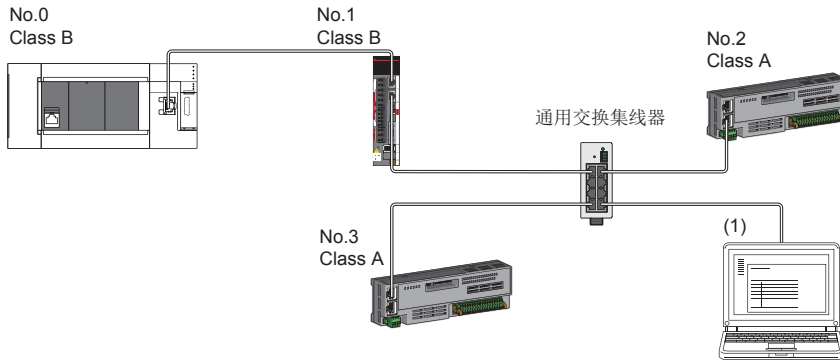 No.0
Class B
No.1
Class B
No.2
Class A
通用交换集线器
No.3
Class A
(1)